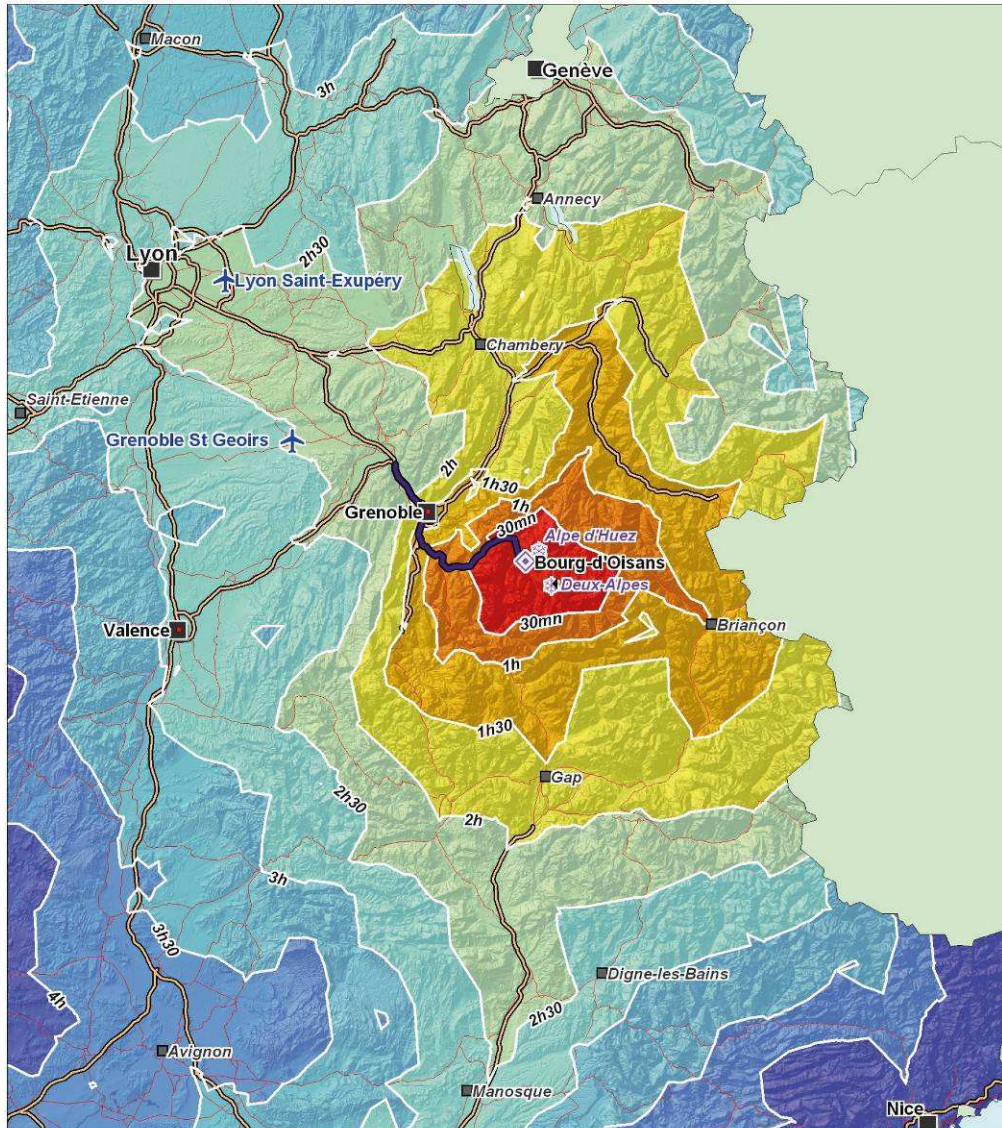 Macon
Genève
3h
Annecy
Lyon
2h30
Lyon Saint-Exupéry
Chambery
Saint-Etienne
Grenoble St Geoirs
2h
1h30
1h
Grenoble
30mn
Alpe d'Huez
Bourg-d'Oisans
Deux-Alpes
30mn
Briançon
Valence
1h
1h30
Gap
2h30
2h
3h
3h30
Digne-les-Bains
4h
2h30
Avignon
Manosque
Nice